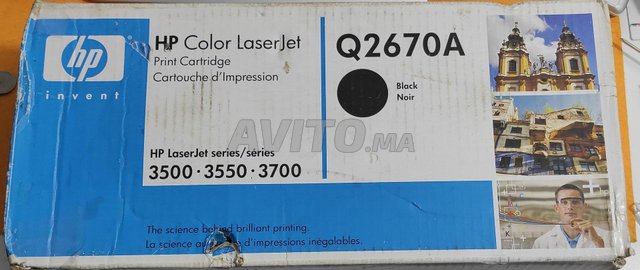 hp
invent
HP Color LaserJet
Print Cartridge
Cartouche d'Impression
Q2670A
Black
Noir
AVITO.ma
HP LaserJet series/séries
3500 · 3550 · 3700
The science behind brilliant printing.
La science au d'impressions inégalables.